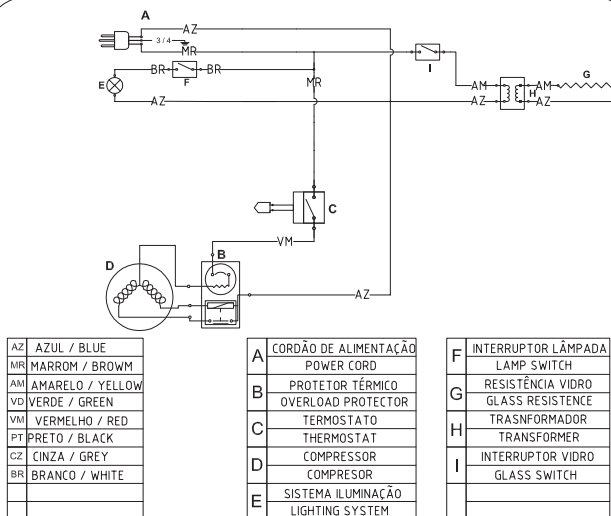 A
AZ
3/4
MR
BR
BR
F
I
E
MR
AM
AM
G
H
AZ
AZ
AZ
C
VM
B
D
AZ
AZ AZUL / BLUE
MR MARROM / BROWM
AM AMARELO / YELLOW
VD VERDE / GREEN
VM VERMELHO / RED
PT PRETO / BLACK
CZ CINZA / GREY
BR BRANCO / WHITE
A CORDÃO DE ALIMENTAÇÃO
POWER CORD
B PROTETOR TÉRMICO
OVERLOAD PROTECTOR
C TERMOSTATO
THERMOSTAT
D COMPRESSOR
COMPRESOR
E SISTEMA ILUMINAÇÃO
LIGHTING SYSTEM
F INTERRUPTOR LÂMPADA
LAMP SWITCH
G RESISTÊNCIA VIDRO
GLASS RESISTENCE
H TRASNFORMADOR
TRANSFORMER
I INTERRUPTOR VIDRO
GLASS SWITCH